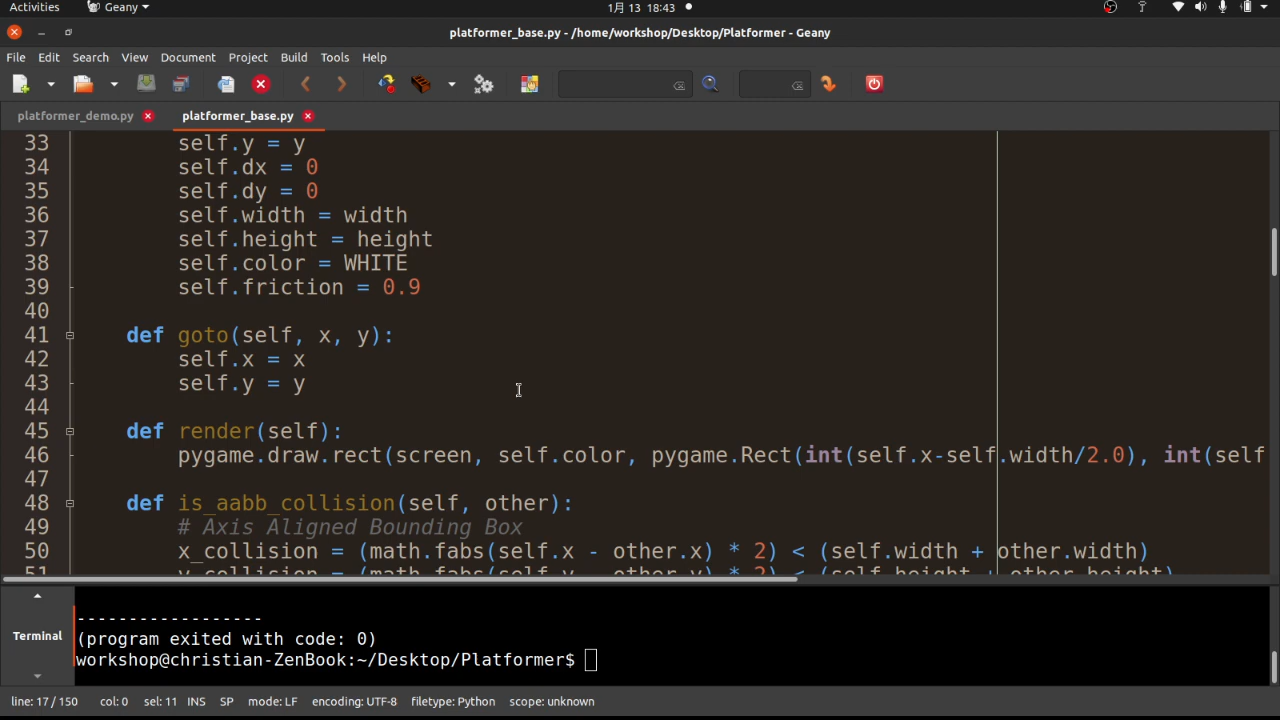 Activities Geany 1月 13 18:43
platformer_base.py - /home/workshop/Desktop/Platformer - Geany
File Edit Search View Document Project Build Tools Help
platformer_demo.py platformer_base.py
33 self.y = y
34 self.dx = 0
35 self.dy = 0
36 self.width = width
37 self.height = height
38 self.color = WHITE
39 self.friction = 0.9
40
41 def goto(self, x, y):
42 self.x = x
43 self.y = y
44
45 def render(self):
46 pygame.draw.rect(screen, self.color, pygame.Rect(int(self.x-self.width/2.0), int(self
47
48 def is_aabb_collision(self, other):
49 # Axis Aligned Bounding Box
50 x_collision = (math.fabs(self.x - other.x) * 2) < (self.width + other.width)
51 y_collision = (math.fabs(self.y - other.y) * 2) < (self.height + other.height)
------------------
(program exited with code: 0)
Terminal
workshop@christian-ZenBook:~/Desktop/Platformer$
line: 17 / 150 col: 0 sel: 11 INS SP mode: LF encoding: UTF-8 filetype: Python scope: unknown